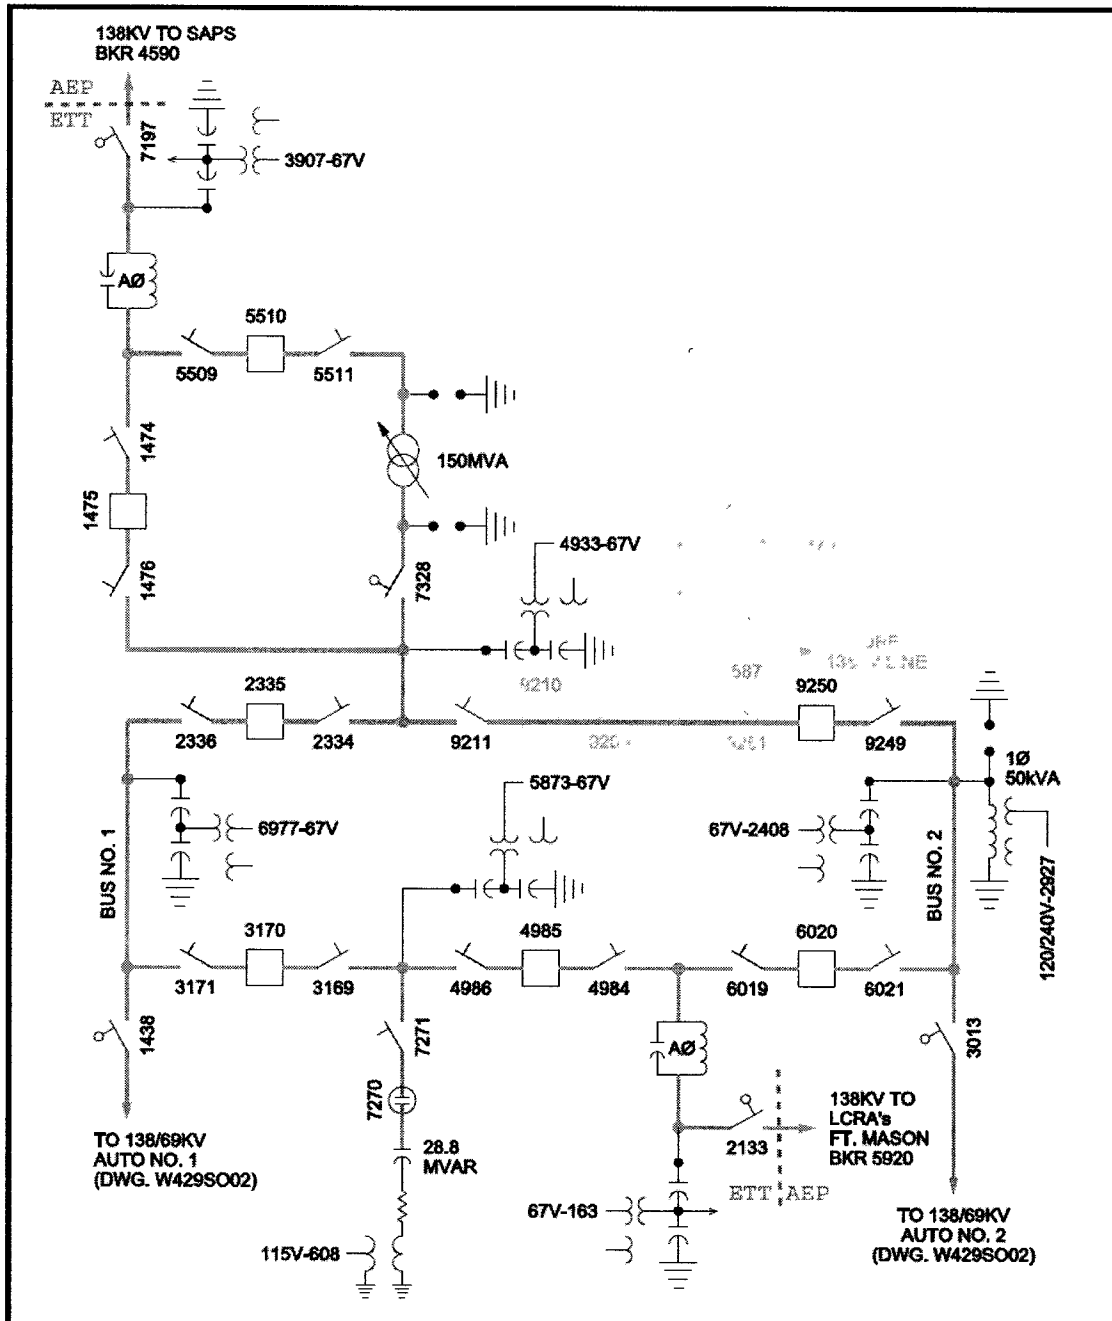 138KV TO SAPS
BKR 4590
AEP
ETT
7197
3907-67V
AØ
5510
5509
5511
1474
150MVA
1475
1476
7328
4933-67V
9210
587
2335
9250
2336
2334
9211
9249
1Ø
50kVA
5873-67V
6977-67V
67V-2408
BUS NO. 1
BUS NO. 2
120/240V-2927
3170
4985
6020
3171
3169
4986
4984
6019
6021
1438
7271
AØ
3013
7270
138KV TO
LCRA's
FT. MASON
BKR 5920
2133
TO 138/69KV
AUTO NO. 1
(DWG. W429SO02)
28.8
MVAR
ETT AEP
67V-163
115V-608
TO 138/69KV
AUTO NO. 2
(DWG. W429SO02)